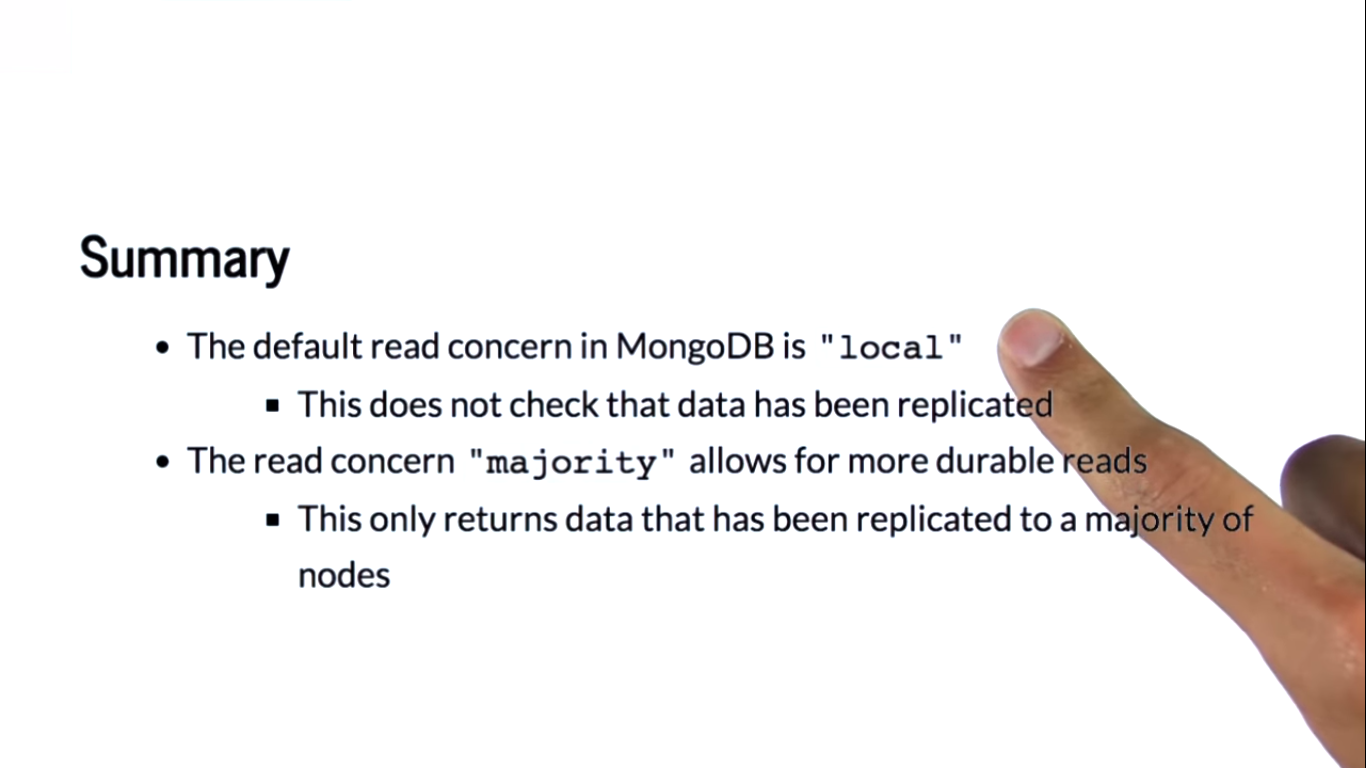 Summary
• The default read concern in MongoDB is "local"
▪ This does not check that data has been replicated
• The read concern "majority" allows for more durable reads
▪ This only returns data that has been replicated to a majority of
nodes